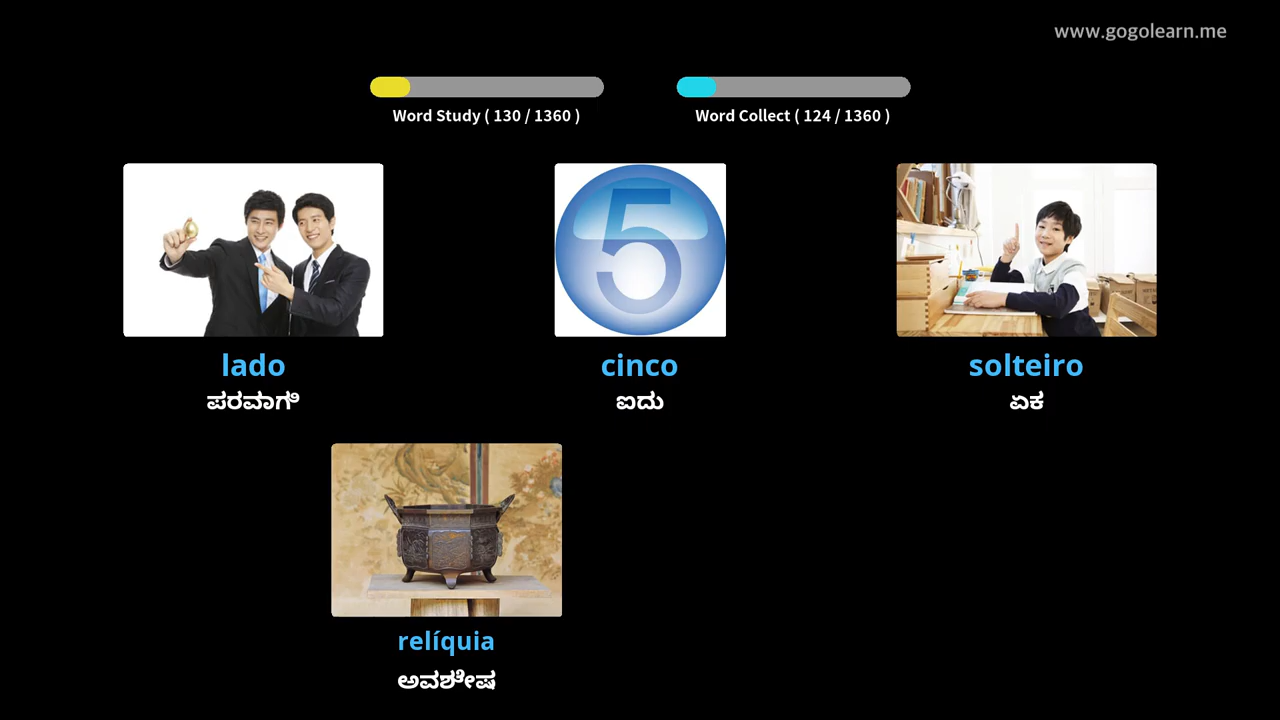 www.gogolearn.me
Word Study ( 130 / 1360 )
Word Collect ( 124 / 1360 )
5
lado
ಪರವಾಗಿ
cinco
ಐದು
solteiro
ಏಕ
relíquia
ಅವಶೇಷ